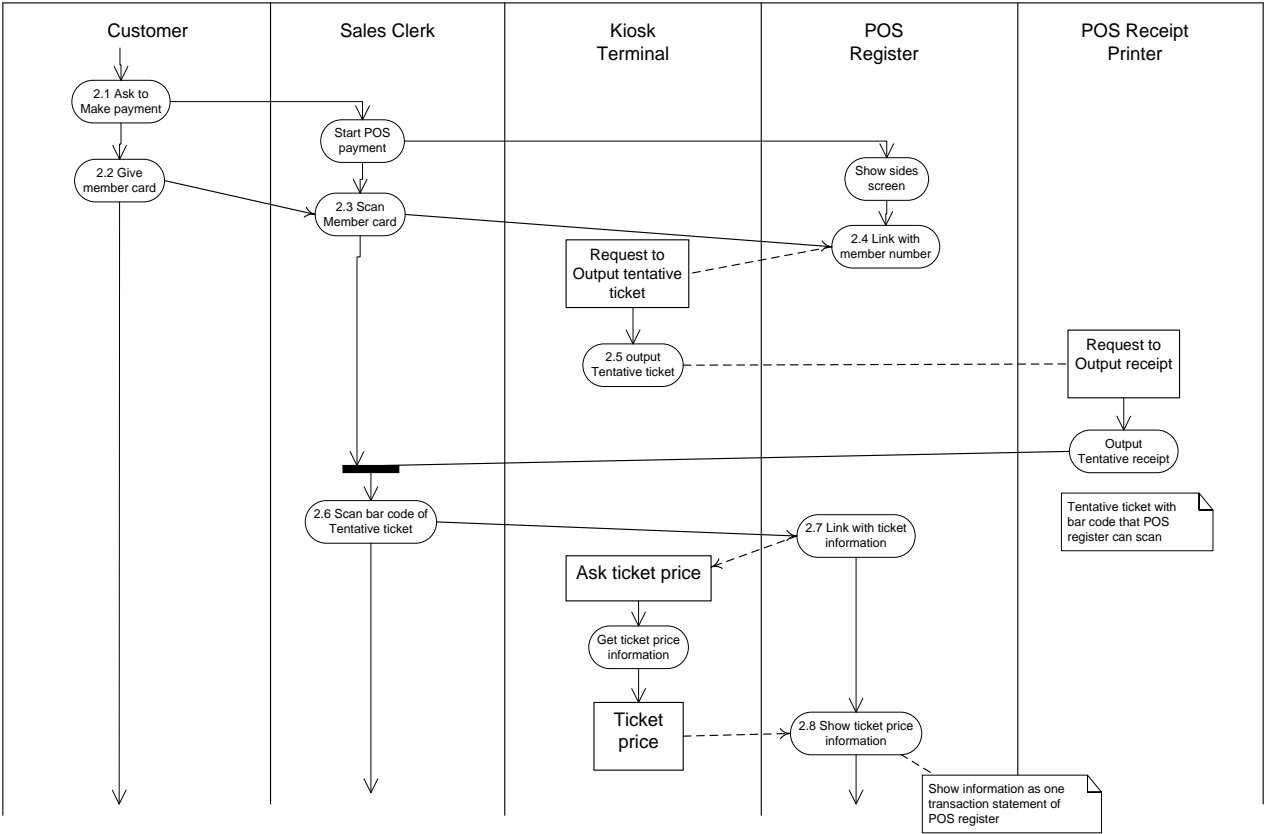 Customer
Sales Clerk
Kiosk
Terminal
POS
Register
POS Receipt
Printer
2.1 Ask to
Make payment
Start POS
payment
2.2 Give
member card
Show sides
screen
2.3 Scan
Member card
2.4 Link with
member number
Request to
Output tentative
ticket
2.5 output
Tentative ticket
Request to
Output receipt
Output
Tentative receipt
2.6 Scan bar code of
Tentative ticket
2.7 Link with ticket
information
Tentative ticket with
bar code that POS
register can scan
Ask ticket price
Get ticket price
information
Ticket
price
2.8 Show ticket price
information
Show information as one
transaction statement of
POS register